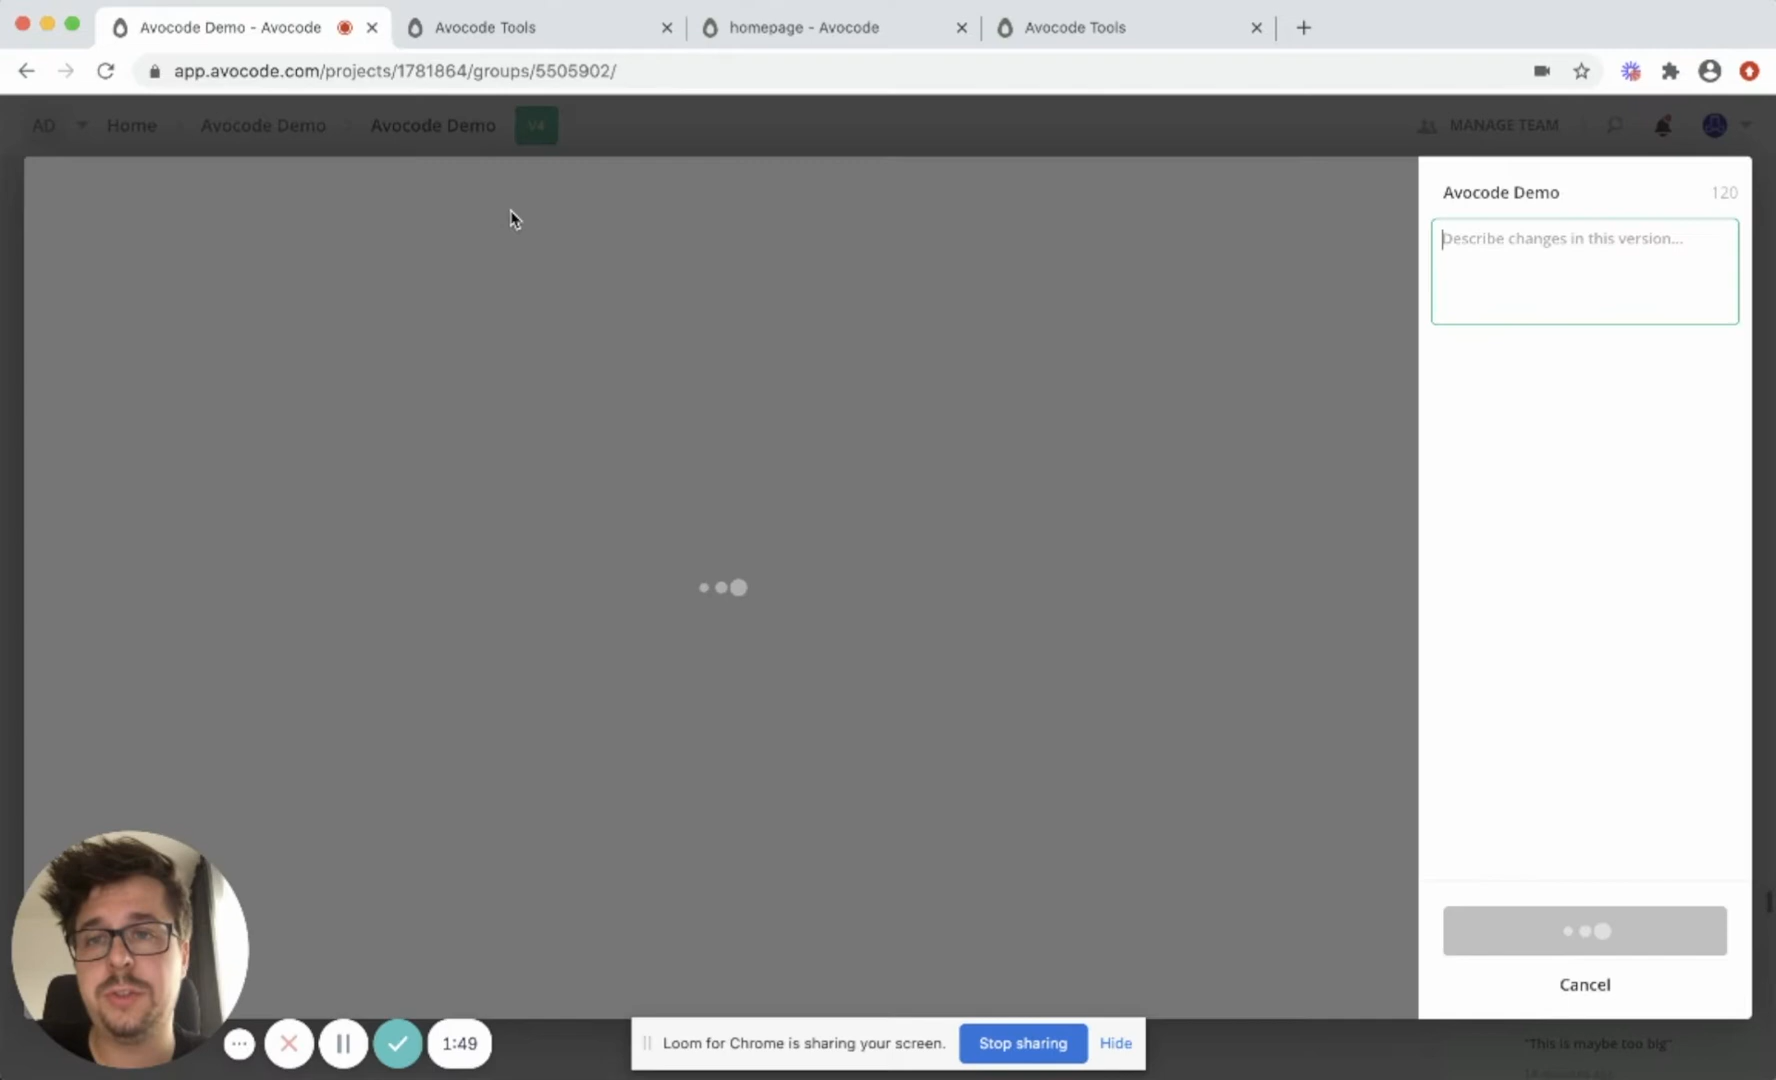 Avocode Demo - Avocode
Avocode Tools
homepage - Avocode
Avocode Tools
app.avocode.com/projects/1781864/groups/5505902/
AD
Home
Avocode Demo
Avocode Demo
V4
MANAGE TEAM
Avocode Demo
120
Describe changes in this version...
Cancel
1:49
Loom for Chrome is sharing your screen.
Stop sharing
Hide
"This is maybe too big"